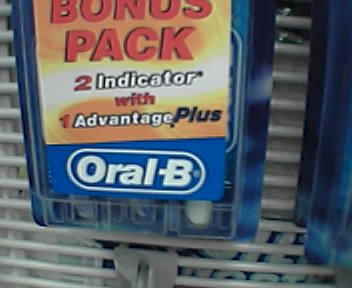 BONUS
PACK
2 Indicator®
with
1 Advantage Plus
Oral-B®